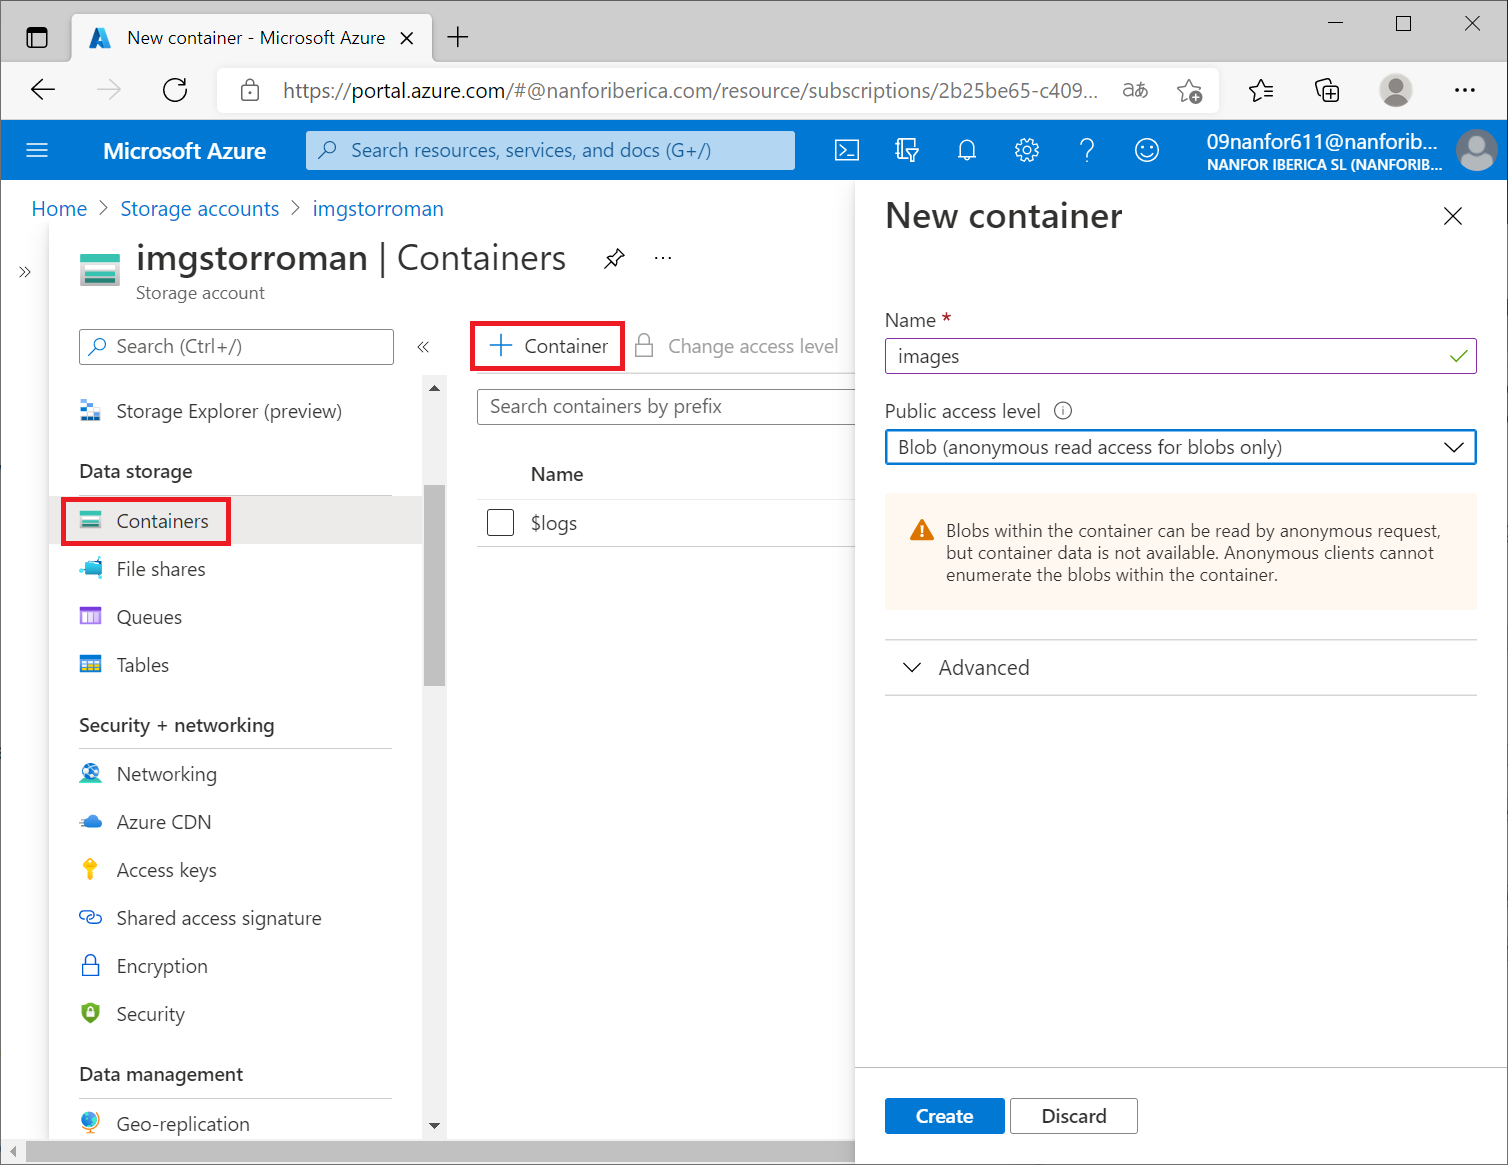 New container - Microsoft Azure
https://portal.azure.com/#@nanforiberica.com/resource/subscriptions/2b25be65-c409...
aあ
Microsoft Azure
Search resources, services, and docs (G+/)
09nanfor611@nanforib...
NANFOR IBERICA SL (NANFORIB...
Home > Storage accounts > imgstorroman
imgstorroman | Containers
Storage account
Search (Ctrl+/)
Storage Explorer (preview)
Data storage
Containers
File shares
Queues
Tables
Security + networking
Networking
Azure CDN
Access keys
Shared access signature
Encryption
Security
Data management
Geo-replication
+ Container
Change access level
Search containers by prefix
Name
$logs
New container
Name *
images
Public access level
Blob (anonymous read access for blobs only)
Blobs within the container can be read by anonymous request,
but container data is not available. Anonymous clients cannot
enumerate the blobs within the container.
Advanced
Create
Discard